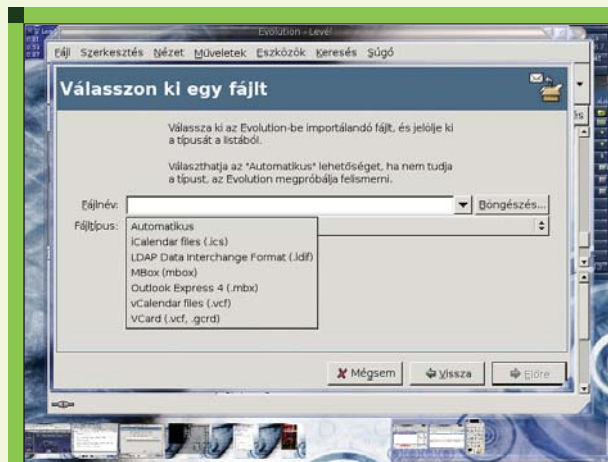 Evolution - Levél
Fájl Szerkesztés Nézet Műveletek Eszközök Keresés Súgó
Válasszon ki egy fájlt
Válassza ki az Evolution-be importálandó fájlt, és jelölje ki
a típusát a listából.
Választhatja az "Automatikus" lehetőséget, ha nem tudja
a típust, az Evolution megpróbálja felismerni.
Fájlnév:
Böngészés...
Fájltípus:
Automatikus
iCalendar files (.ics)
LDAP Data Interchange Format (.ldif)
MBox (mbox)
Outlook Express 4 (.mbx)
vCalendar files (.vcf)
VCard (.vcf, .gcrd)
Mégsem
Vissza
Előre